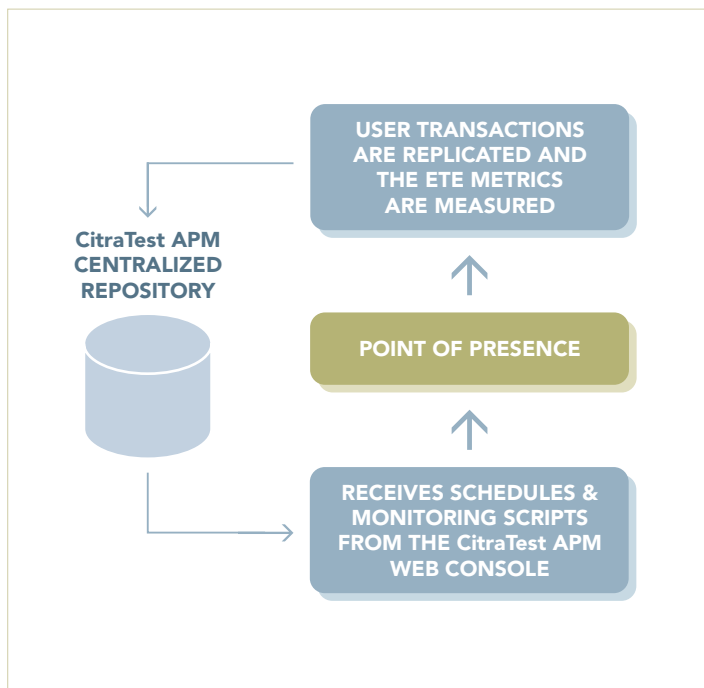 USER TRANSACTIONS
ARE REPLICATED AND
THE ETE METRICS
ARE MEASURED
CitraTest APM
CENTRALIZED
REPOSITORY
POINT OF PRESENCE
RECEIVES SCHEDULES &
MONITORING SCRIPTS
FROM THE CitraTest APM
WEB CONSOLE